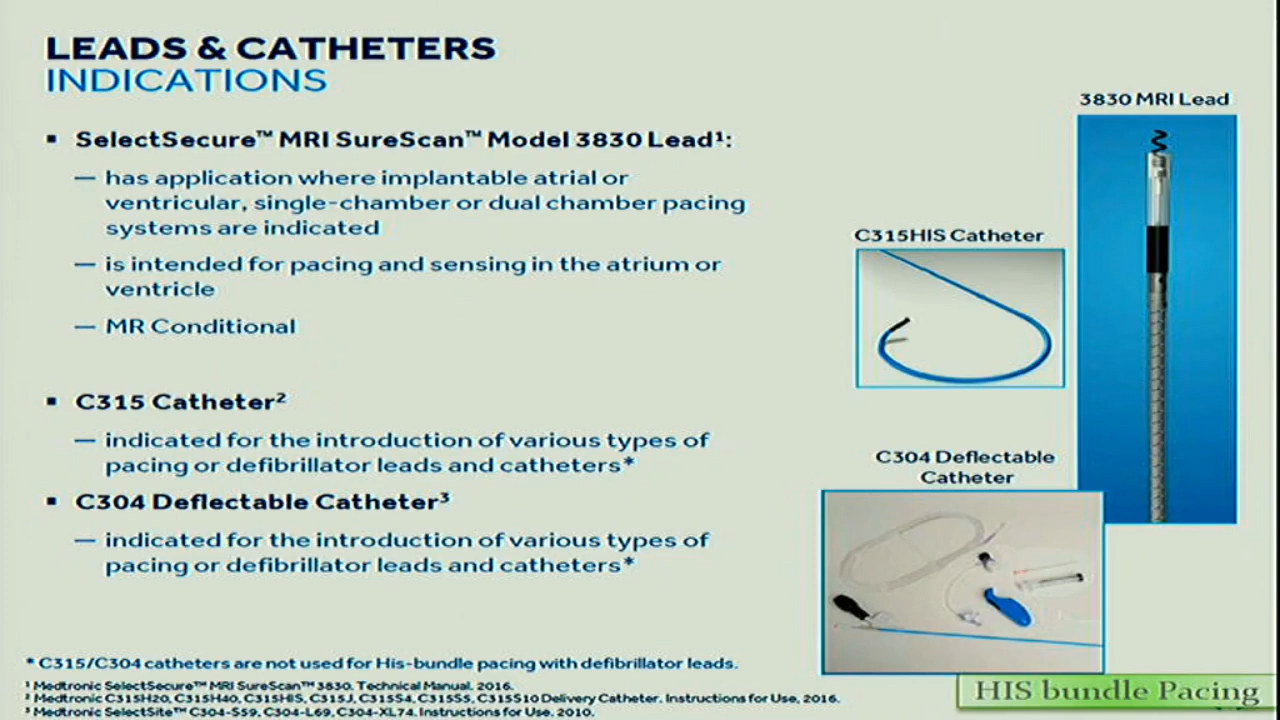 LEADS & CATHETERS
INDICATIONS
▪ SelectSecure™ MRI SureScan™ Model 3830 Lead¹:
— has application where implantable atrial or
ventricular, single-chamber or dual chamber pacing
systems are indicated
— is intended for pacing and sensing in the atrium or
ventricle
— MR Conditional
▪ C315 Catheter²
— indicated for the introduction of various types of
pacing or defibrillator leads and catheters*
▪ C304 Deflectable Catheter³
— indicated for the introduction of various types of
pacing or defibrillator leads and catheters*
3830 MRI Lead
C315HIS Catheter
C304 Deflectable
Catheter
* C315/C304 catheters are not used for His-bundle pacing with defibrillator leads.
¹ Medtronic SelectSecure™ MRI SureScan™ 3830. Technical Manual. 2016.
² Medtronic C315H20, C315H40, C315HIS, C315J, C315S4, C315S5, C315S10 Delivery Catheter. Instructions for Use, 2016.
³ Medtronic SelectSite™ C304-S59, C304-L69, C304-XL74. Instructions for Use. 2010.
HIS bundle Pacing